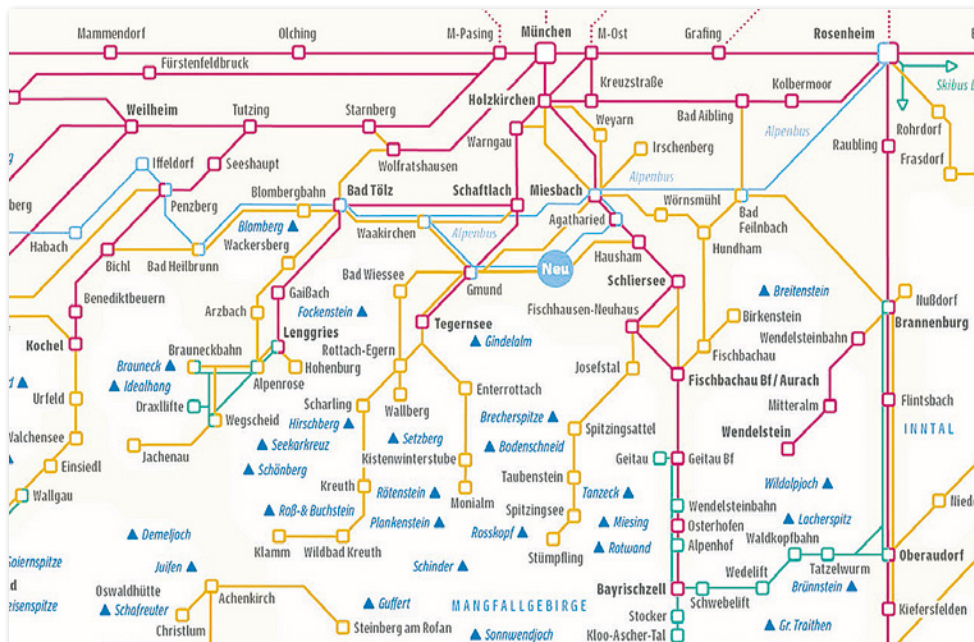 Mammendorf
Olching
M-Pasing
München
M-Ost
Grafing
Rosenheim
Fürstenfeldbruck
Kreuzstraße
Kolbermoor
Skibus
Holzkirchen
Weilheim
Tutzing
Starnberg
Warngau
Weyarn
Bad Aibling
Alpenbus
Rohrdorf
Raubling
Irschenberg
Frasdorf
Iffeldorf
Seeshaupt
Wolfratshausen
Alpenbus
Blombergbahn
Bad Tölz
Schaftlach
Miesbach
Wörnsmühl
Penzberg
berg
Habach
Blomberg
Wackersberg
Waakirchen
Alpenbus
Agatharied
Bad
Feilnbach
Hundham
Bichl
Bad Heilbrunn
Hausham
Neu
Bad Wiessee
Gmund
Schliersee
Benediktbeuern
Gaißach
Fockenstein
Breitenstein
Nußdorf
Arzbach
Fischhausen-Neuhaus
Birkenstein
Brannenburg
Kochel
Lenggries
Tegernsee
Gindelalm
Wendelsteinbahn
Brauneckbahn
Rottach-Egern
Fischbachau
Brauneck
Hohenburg
Josefstal
Idealhang
Alpenrose
Enterrottach
Fischbachau Bf / Aurach
Urfeld
Draxllifte
Wallberg
Mitteralm
Flintsbach
Scharling
Wegscheid
Hirschberg
Brecherspitze
Spitzingsattel
Wendelstein
INNTAL
Walchensee
Seekarkreuz
Setzberg
Bodenschneid
Jachenau
Kistenwinterstube
Geitau
Geitau Bf
Einsiedl
Schönberg
Taubenstein
Kreuth
Rötenstein
Tanzeck
Wildalpjoch
Wallgau
Monialm
Wendelsteinbahn
Roß-& Buchstein
Spitzingsee
Plankenstein
Rosskopf
Miesing
Osterhofen
Lacherspitz
Demeljoch
Klamm
Wildbad Kreuth
Stümpfling
Rotwand
Alpenhof
Waldkopfbahn
Oberaudorf
Soiernspitze
Juifen
Schinder
Wedelift
Tatzelwurm
Bayrischzell
Brünnstein
Oswaldhütte
Achenkirch
Schwebelift
Schafreuter
Guffert
MANGFALLGEBIRGE
Stocker
Kiefersfelden
Christlum
Steinberg am Rofan
Sonnwendjoch
Kloo-Ascher-Tal
Gr. Traithen